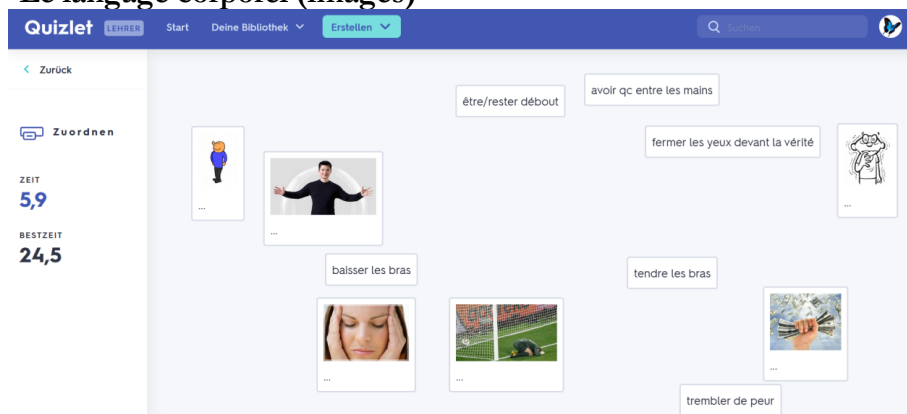 Le langage corporel (images)
Quizlet LEHRER Start Deine Bibliothek Erstellen Suchen
Zurück
Zuordnen
ZEIT
5,9
BESTZEIT
24,5
être/rester débout
avoir qc entre les mains
fermer les yeux devant la vérité
...
...
...
baisser les bras
tendre les bras
...
...
...
trembler de peur